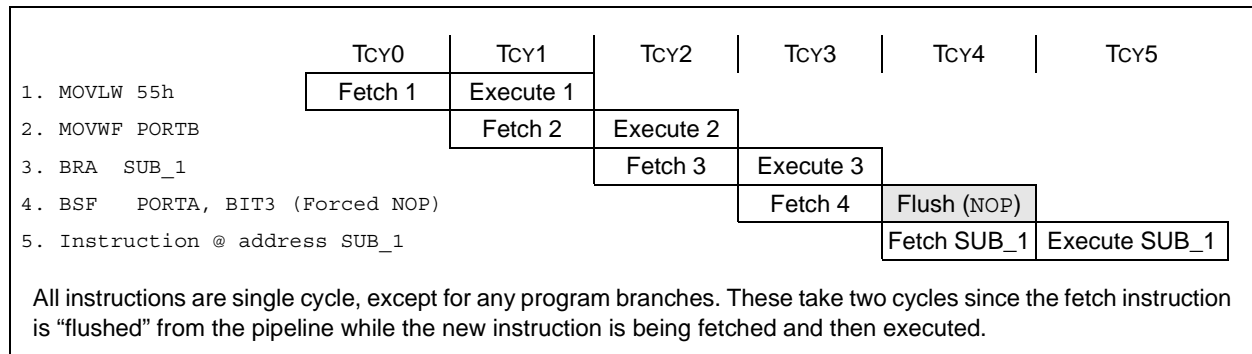 TCY0 TCY1 TCY2 TCY3 TCY4 TCY5
1. MOVLW 55h Fetch 1 Execute 1
2. MOVWF PORTB Fetch 2 Execute 2
3. BRA SUB_1 Fetch 3 Execute 3
4. BSF PORTA, BIT3 (Forced NOP) Fetch 4 Flush (NOP)
5. Instruction @ address SUB_1 Fetch SUB_1 Execute SUB_1
All instructions are single cycle, except for any program branches. These take two cycles since the fetch instruction
is “flushed” from the pipeline while the new instruction is being fetched and then executed.